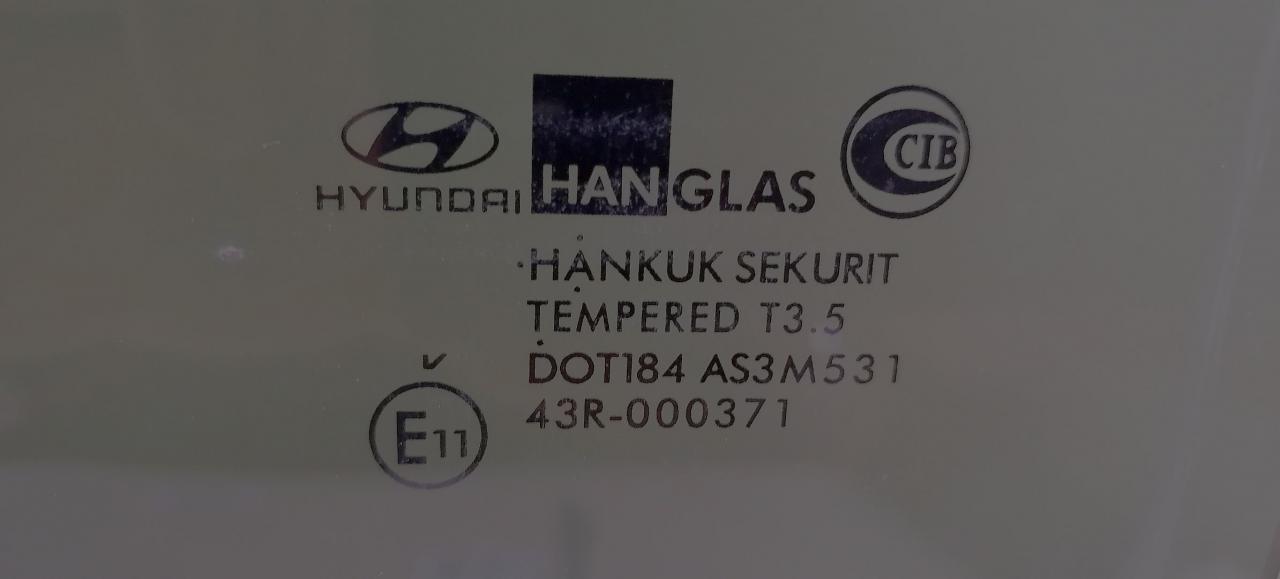 HYUNDAI HANGLAS CIB
HANKUK SEKURIT
TEMPERED T3.5
DOT184 AS3M531
43R-000371
E11